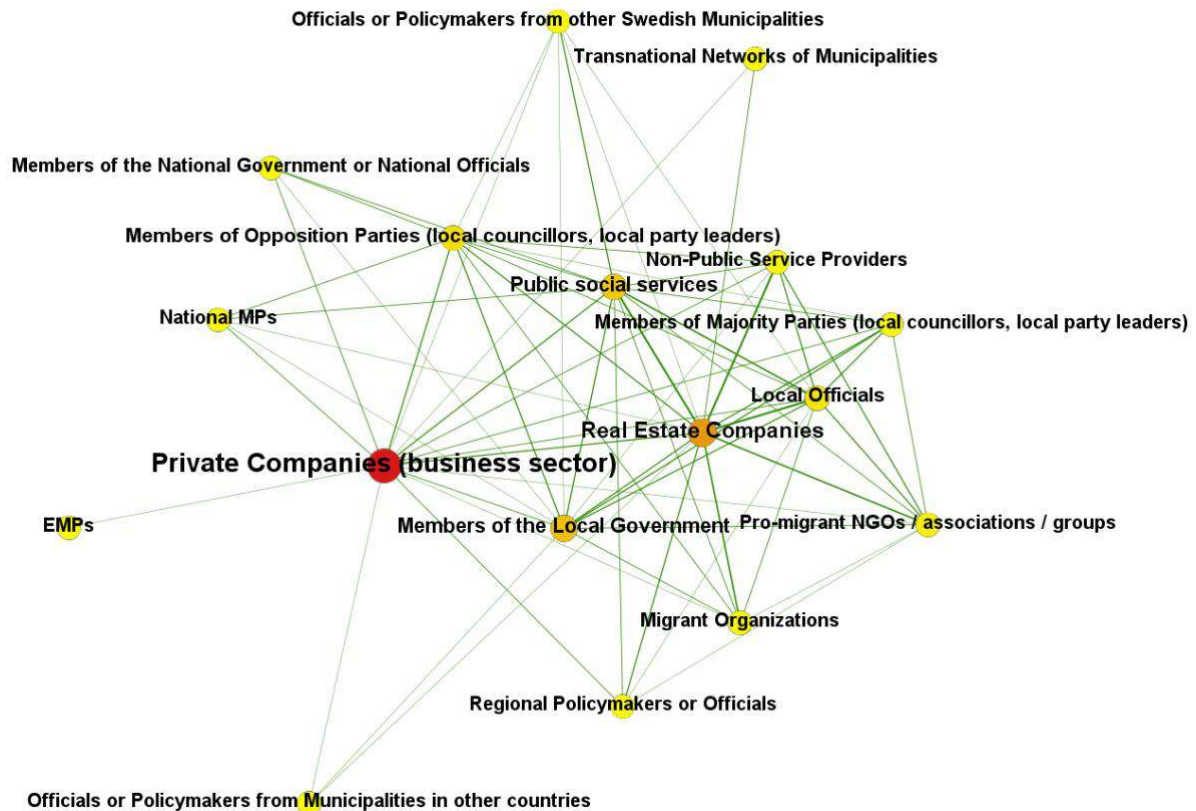 Officials or Policymakers from other Swedish Municipalities
Transnational Networks of Municipalities
Members of the National Government or National Officials
Members of Opposition Parties (local councillors, local party leaders)
Non-Public Service Providers
Public social services
National MPs
Members of Majority Parties (local councillors, local party leaders)
Local Officials
Real Estate Companies
Private Companies (business sector)
EMPs
Members of the Local Government
Pro-migrant NGOs / associations / groups
Migrant Organizations
Regional Policymakers or Officials
Officials or Policymakers from Municipalities in other countries